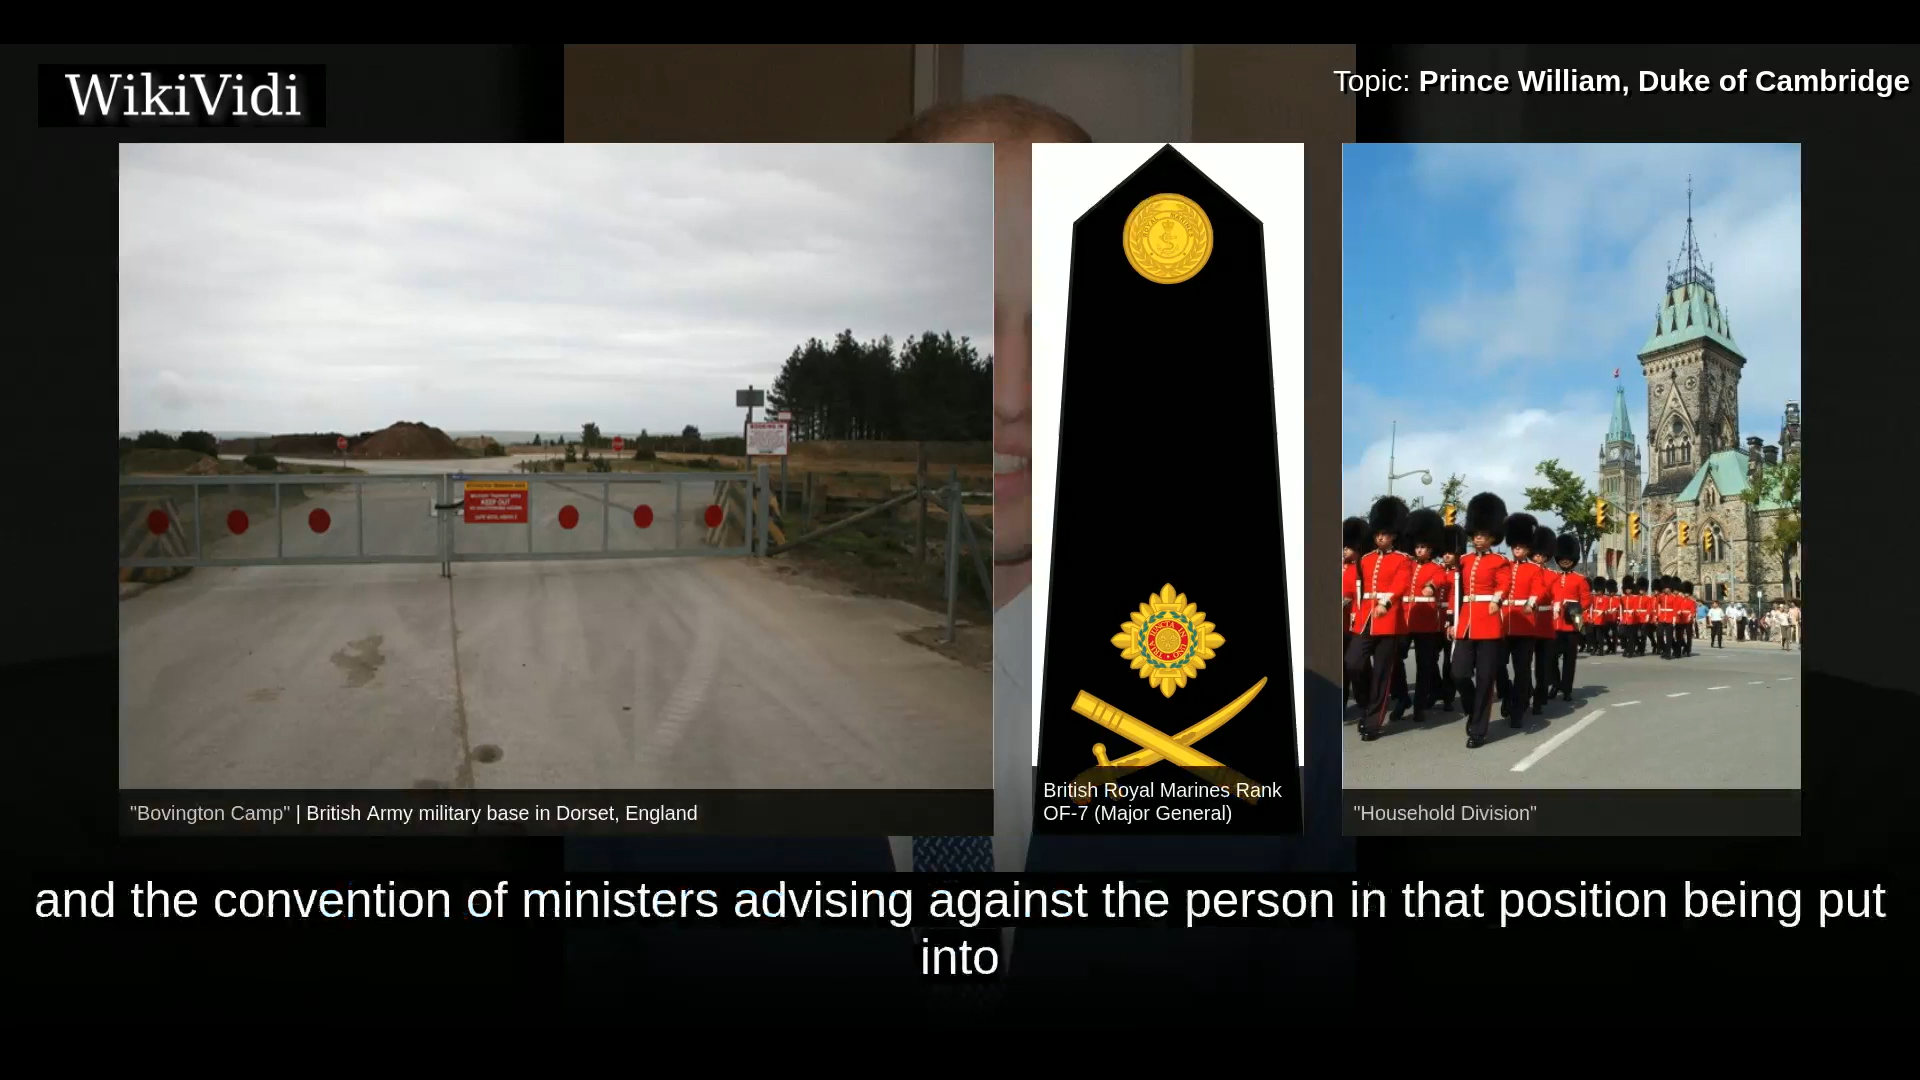 WikiVidi
Topic: Prince William, Duke of Cambridge
KEEP OUT
"Bovington Camp" | British Army military base in Dorset, England
British Royal Marines Rank
OF-7 (Major General)
"Household Division"
and the convention of ministers advising against the person in that position being put
into